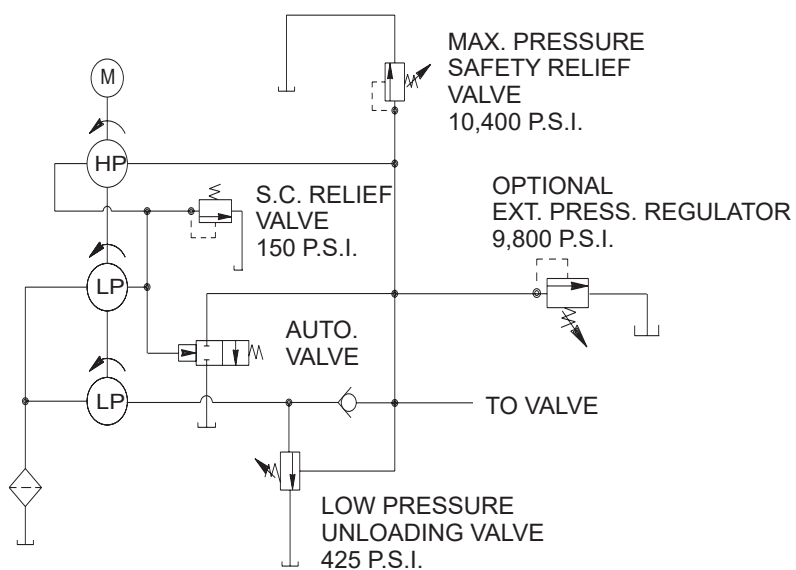 MAX. PRESSURE
SAFETY RELIEF
VALVE
10,400 P.S.I.
M
HP
S.C. RELIEF
VALVE
150 P.S.I.
OPTIONAL
EXT. PRESS. REGULATOR
9,800 P.S.I.
LP
AUTO.
VALVE
LP
TO VALVE
LOW PRESSURE
UNLOADING VALVE
425 P.S.I.